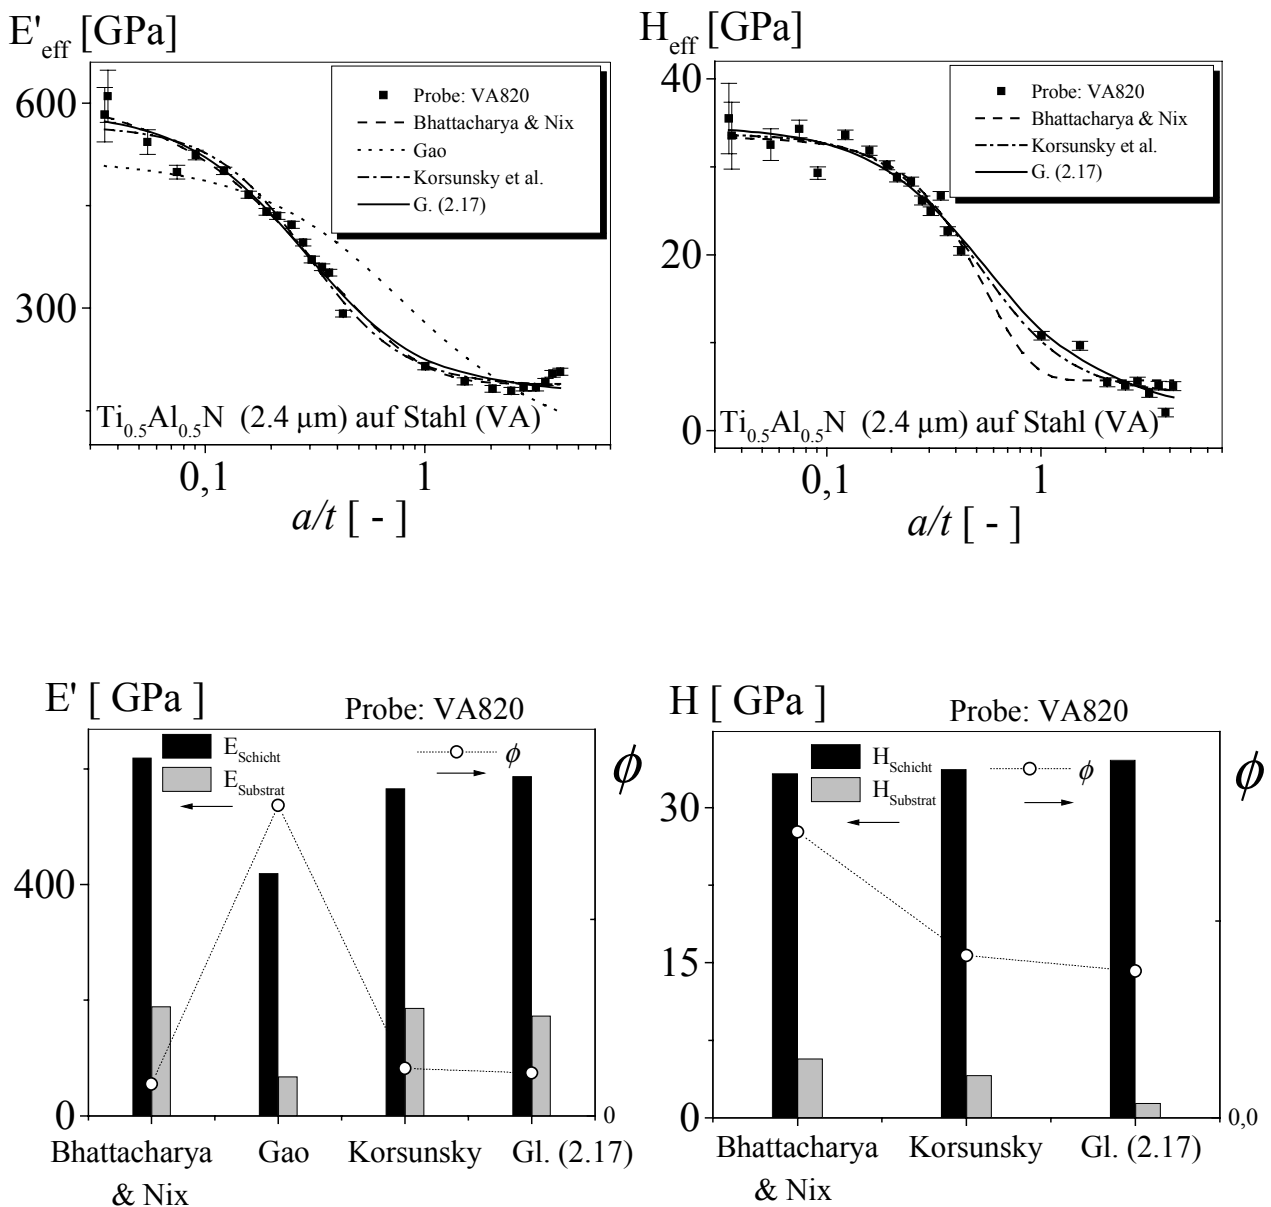 E'eff [GPa]
600
300
0,1
1
a/t [ - ]
Probe: VA820
Bhattacharya & Nix
Gao
Korsunsky et al.
G. (2.17)
Ti0.5Al0.5N (2.4 µm) auf Stahl (VA)
Heff [GPa]
40
20
0
0,1
1
a/t [ - ]
Probe: VA820
Bhattacharya & Nix
Korsunsky et al.
G. (2.17)
Ti0.5Al0.5N (2.4 µm) auf Stahl (VA)
E' [ GPa ]
Probe: VA820
ESchicht
ESubstrat
ϕ
ϕ
400
0
0
Bhattacharya
& Nix
Gao
Korsunsky
Gl. (2.17)
H [ GPa ]
Probe: VA820
HSchicht
HSubstrat
ϕ
ϕ
30
15
0
0,0
Bhattacharya
& Nix
Korsunsky
Gl. (2.17)